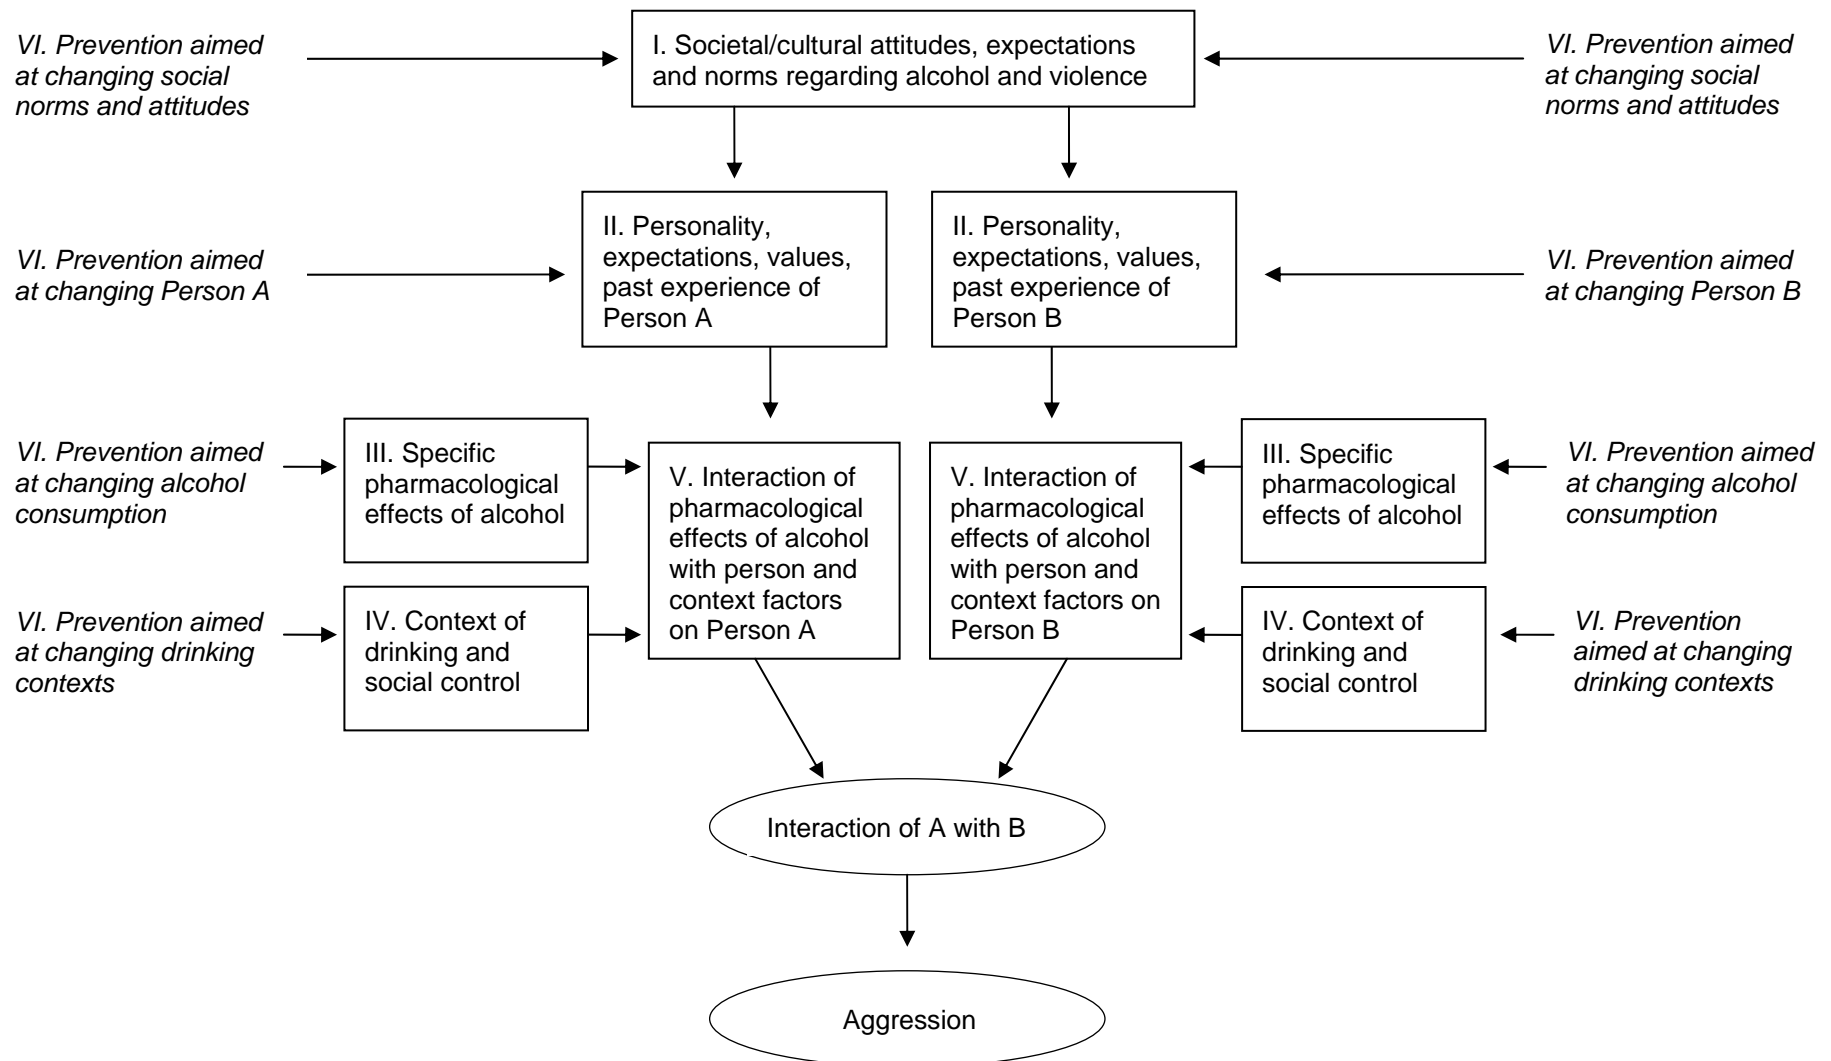 VI. Prevention aimed
at changing social
norms and attitudes
I. Societal/cultural attitudes, expectations
and norms regarding alcohol and violence
VI. Prevention aimed
at changing social
norms and attitudes
VI. Prevention aimed
at changing Person A
II. Personality,
expectations, values,
past experience of
Person A
II. Personality,
expectations, values,
past experience of
Person B
VI. Prevention aimed
at changing Person B
VI. Prevention aimed
at changing alcohol
consumption
III. Specific
pharmacological
effects of alcohol
V. Interaction of
pharmacological
effects of alcohol
with person and
context factors
on Person A
V. Interaction of
pharmacological
effects of alcohol
with person and
context factors on
Person B
III. Specific
pharmacological
effects of alcohol
VI. Prevention aimed
at changing alcohol
consumption
VI. Prevention aimed
at changing drinking
contexts
IV. Context of
drinking and
social control
IV. Context of
drinking and
social control
VI. Prevention
aimed at changing
drinking contexts
Interaction of A with B
Aggression